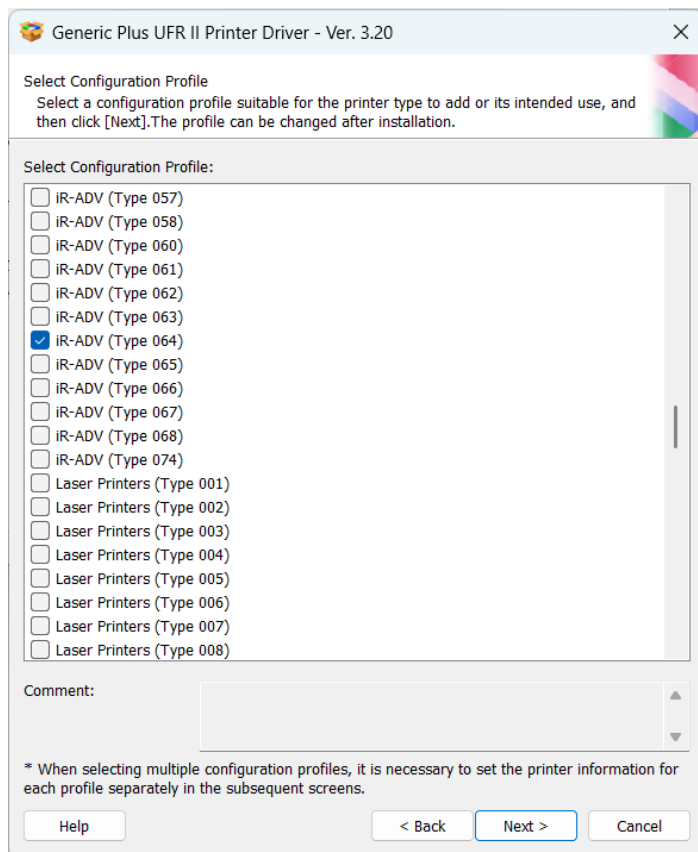 Generic Plus UFR II Printer Driver - Ver. 3.20
Select Configuration Profile
Select a configuration profile suitable for the printer type to add or its intended use, and
then click [Next].The profile can be changed after installation.
Select Configuration Profile:
iR-ADV (Type 057)
iR-ADV (Type 058)
iR-ADV (Type 060)
iR-ADV (Type 061)
iR-ADV (Type 062)
iR-ADV (Type 063)
iR-ADV (Type 064)
iR-ADV (Type 065)
iR-ADV (Type 066)
iR-ADV (Type 067)
iR-ADV (Type 068)
iR-ADV (Type 074)
Laser Printers (Type 001)
Laser Printers (Type 002)
Laser Printers (Type 003)
Laser Printers (Type 004)
Laser Printers (Type 005)
Laser Printers (Type 006)
Laser Printers (Type 007)
Laser Printers (Type 008)
Comment:
* When selecting multiple configuration profiles, it is necessary to set the printer information for
each profile separately in the subsequent screens.
Help < Back Next > Cancel